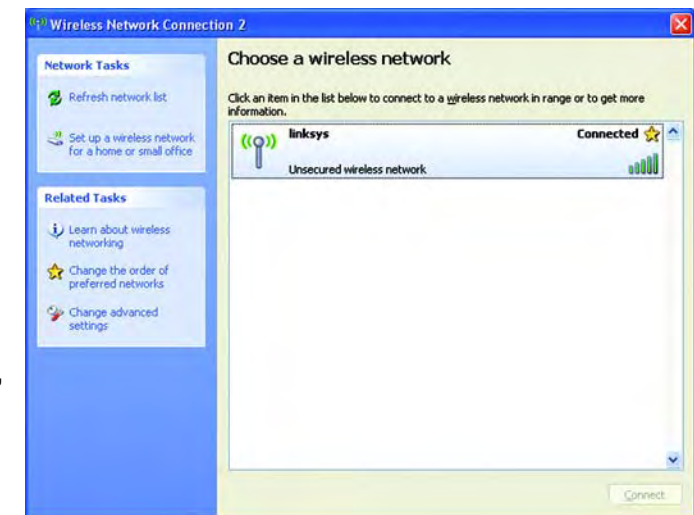 Wireless Network Connection 2
Network Tasks
Refresh network list
Set up a wireless network
for a home or small office
Related Tasks
Learn about wireless
networking
Change the order of
preferred networks
Change advanced
settings
Choose a wireless network
Click an item in the list below to connect to a wireless network in range or to get more
information.
linksys
Connected
Unsecured wireless network
Connect